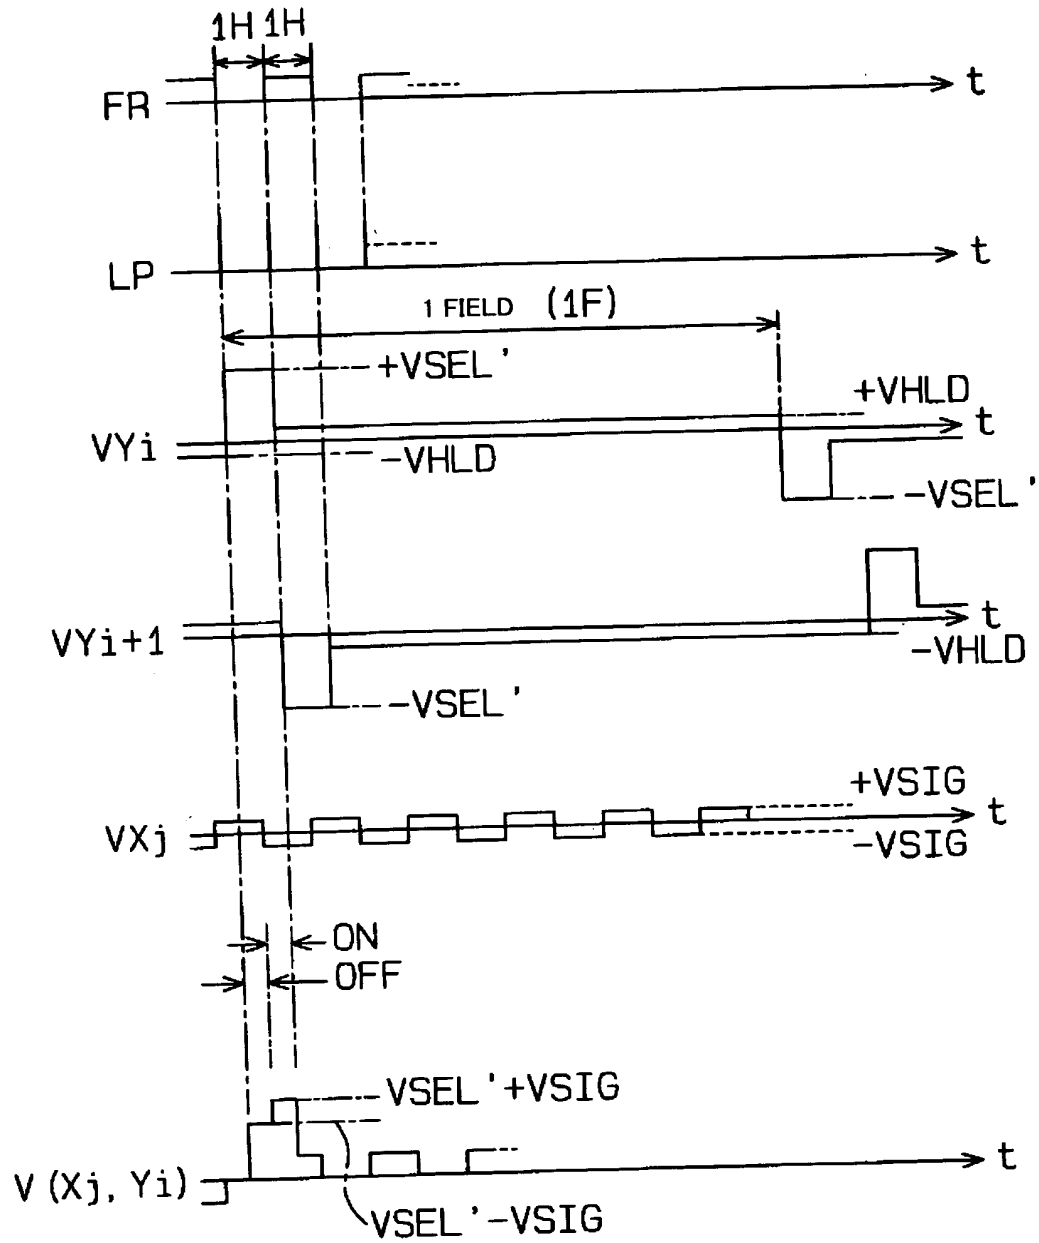 1H 1H
FR
t
LP
t
1 FIELD (1F)
+VSEL'
+VHLD
VYi
t
-VHLD
-VSEL'
VYi+1
t
-VHLD
-VSEL'
+VSIG
VXj
t
-VSIG
ON
OFF
VSEL'+VSIG
V (Xj, Yi)
t
VSEL'-VSIG